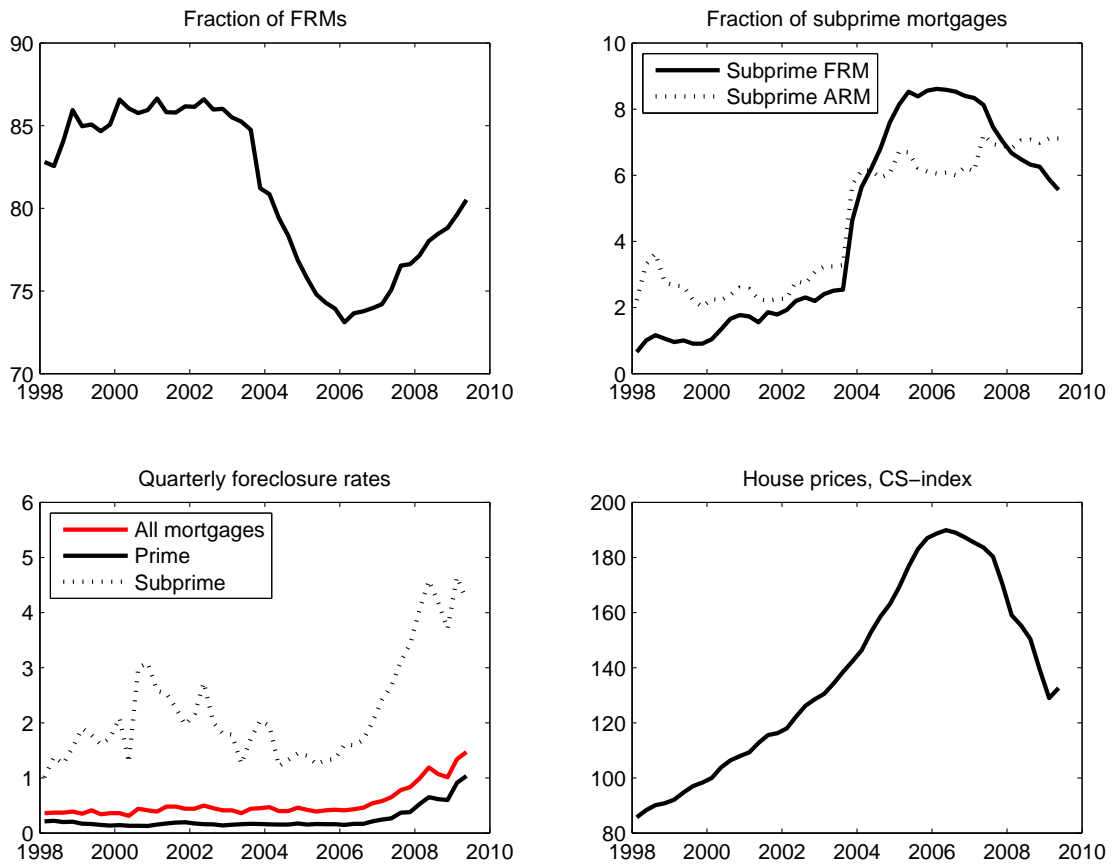 Fraction of FRMs
90
85
80
75
70
1998 2000 2002 2004 2006 2008 2010
Fraction of subprime mortgages
10
8
6
4
2
0
Subprime FRM
Subprime ARM
1998 2000 2002 2004 2006 2008 2010
Quarterly foreclosure rates
6
5
4
3
2
1
0
All mortgages
Prime
Subprime
1998 2000 2002 2004 2006 2008 2010
House prices, CS−index
200
180
160
140
120
100
80
1998 2000 2002 2004 2006 2008 2010